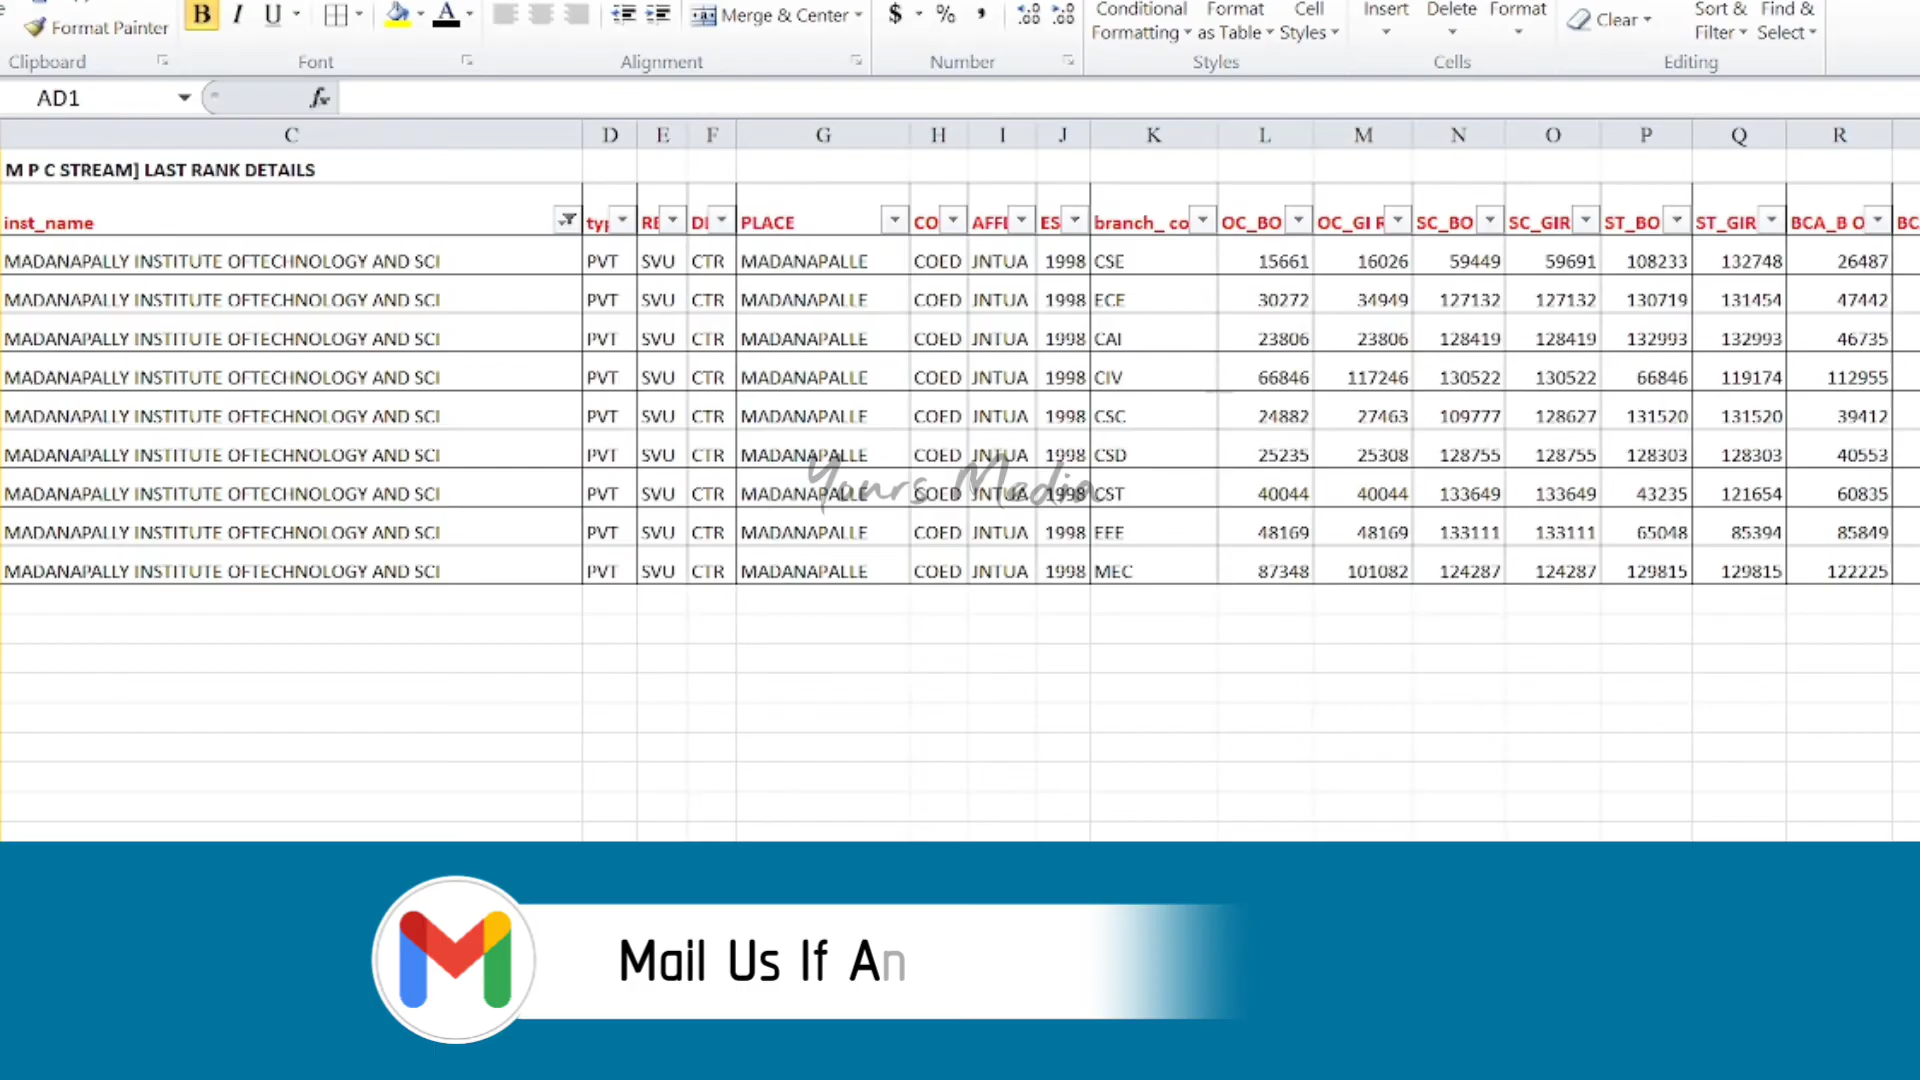 Format Painter B I U Merge & Center $ % , Conditional Format Cell Insert Delete Format Clear Sort & Find &
Formatting as Table Styles Filter Select
Clipboard Font Alignment Number Styles Cells Editing
AD1 fx
C D E F G H I J K L M N O P Q R
M P C STREAM] LAST RANK DETAILS
inst_name typ RE DI PLACE CO AFFI ES branch_ co OC_BO OC_GI R SC_BO SC_GIR ST_BO ST_GIR BCA_B O BC
MADANAPALLY INSTITUTE OFTECHNOLOGY AND SCI PVT SVU CTR MADANAPALLE COED JNTUA 1998 CSE 15661 16026 59449 59691 108233 132748 26487
MADANAPALLY INSTITUTE OFTECHNOLOGY AND SCI PVT SVU CTR MADANAPALLE COED JNTUA 1998 ECE 30272 34949 127132 127132 130719 131454 47442
MADANAPALLY INSTITUTE OFTECHNOLOGY AND SCI PVT SVU CTR MADANAPALLE COED JNTUA 1998 CAI 23806 23806 128419 128419 132993 132993 46735
MADANAPALLY INSTITUTE OFTECHNOLOGY AND SCI PVT SVU CTR MADANAPALLE COED JNTUA 1998 CIV 66846 117246 130522 130522 66846 119174 112955
MADANAPALLY INSTITUTE OFTECHNOLOGY AND SCI PVT SVU CTR MADANAPALLE COED JNTUA 1998 CSC 24882 27463 109777 128627 131520 131520 39412
MADANAPALLY INSTITUTE OFTECHNOLOGY AND SCI PVT SVU CTR MADANAPALLE COED JNTUA 1998 CSD 25235 25308 128755 128755 128303 128303 40553
Yours Media
MADANAPALLY INSTITUTE OFTECHNOLOGY AND SCI PVT SVU CTR MADANAPALLE COED JNTUA 1998 CST 40044 40044 133649 133649 43235 121654 60835
MADANAPALLY INSTITUTE OFTECHNOLOGY AND SCI PVT SVU CTR MADANAPALLE COED JNTUA 1998 EEE 48169 48169 133111 133111 65048 85394 85849
MADANAPALLY INSTITUTE OFTECHNOLOGY AND SCI PVT SVU CTR MADANAPALLE COED JNTUA 1998 MEC 87348 101082 124287 124287 129815 129815 122225
Mail Us If An